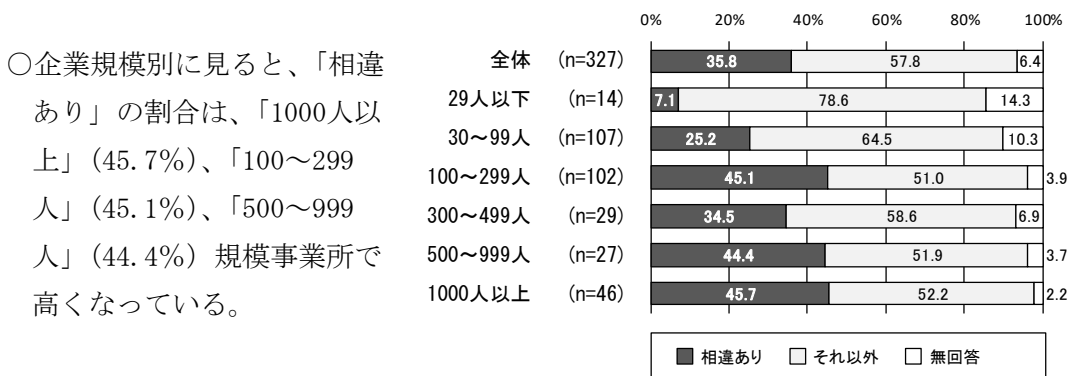 ○企業規模別に見ると、「相違
あり」の割合は、「1000人以
上」(45.7%)、「100~299
人」(45.1%)、「500~999
人」(44.4%) 規模事業所で
高くなっている。
0% 20% 40% 60% 80% 100%
全体 (n=327) 35.8 57.8 6.4
29人以下 (n=14) 7.1 78.6 14.3
30~99人 (n=107) 25.2 64.5 10.3
100~299人 (n=102) 45.1 51.0 3.9
300~499人 (n=29) 34.5 58.6 6.9
500~999人 (n=27) 44.4 51.9 3.7
1000人以上 (n=46) 45.7 52.2 2.2
相違あり それ以外 無回答